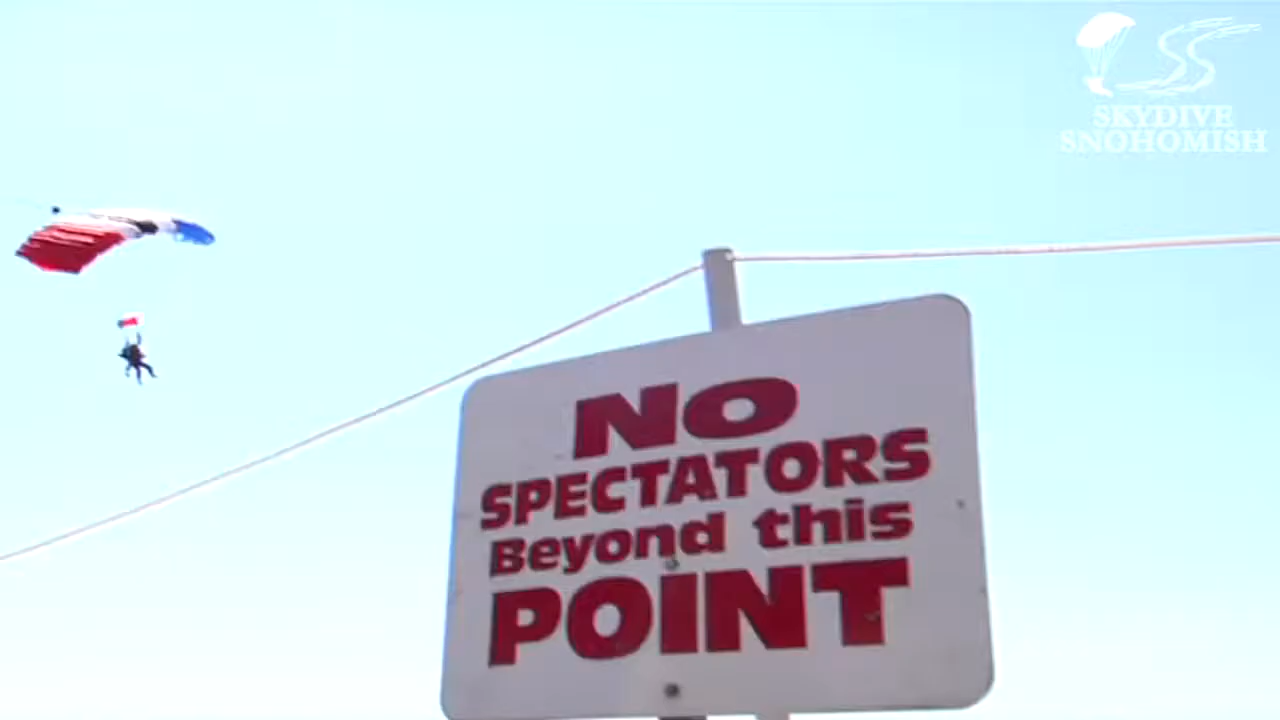 SKYDIVE
SNOHOMISH
NO
SPECTATORS
Beyond this
POINT